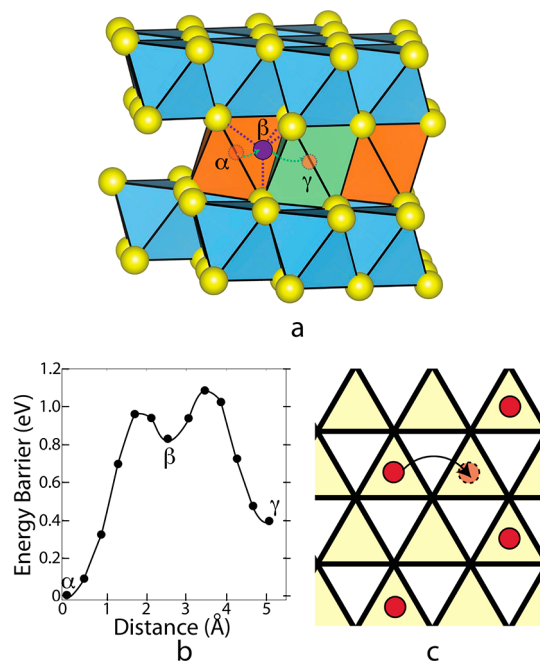 β
α
γ
a
1.2
1.0
0.8
0.6
0.4
0.2
0
Energy Barrier (eV)
α
β
γ
0 1 2 3 4 5
Distance (Å)
b
c